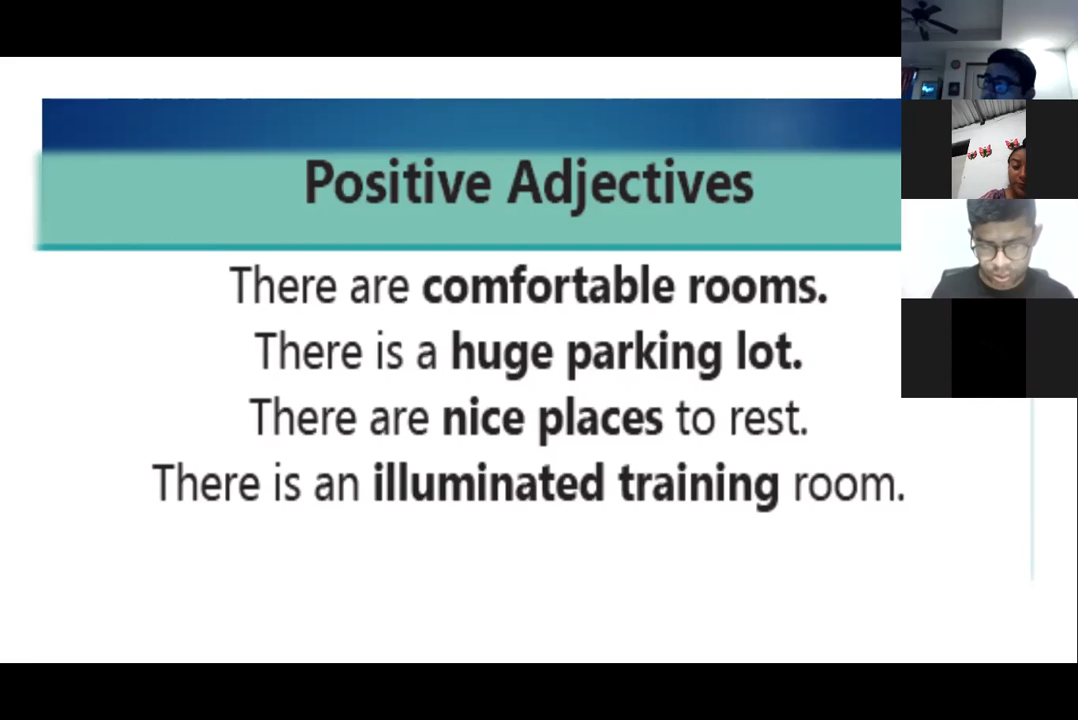 Positive Adjectives
There are comfortable rooms.
There is a huge parking lot.
There are nice places to rest.
There is an illuminated training room.